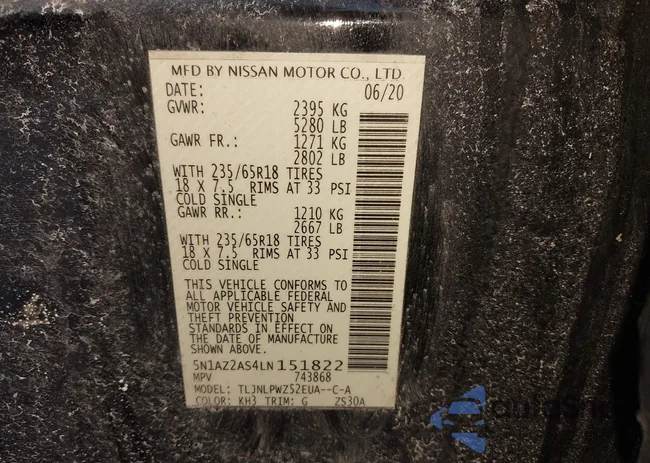 MFD BY NISSAN MOTOR CO., LTD.
DATE: 06/20
GVWR: 2395 KG
5280 LB
GAWR FR.: 1271 KG
2802 LB
WITH 235/65R18 TIRES
18 X 7.5 RIMS AT 33 PSI
COLD SINGLE
GAWR RR.: 1210 KG
2667 LB
WITH 235/65R18 TIRES
18 X 7.5 RIMS AT 33 PSI
COLD SINGLE
THIS VEHICLE CONFORMS TO
ALL APPLICABLE FEDERAL
MOTOR VEHICLE SAFETY AND
THEFT PREVENTION
STANDARDS IN EFFECT ON
THE DATE OF MANUFACTURE
SHOWN ABOVE.
5N1AZ2AS4LN151822
MPV 743868
MODEL: TLJNLPWZ52EUA--C-A
COLOR: KH3 TRIM: G ZS30A